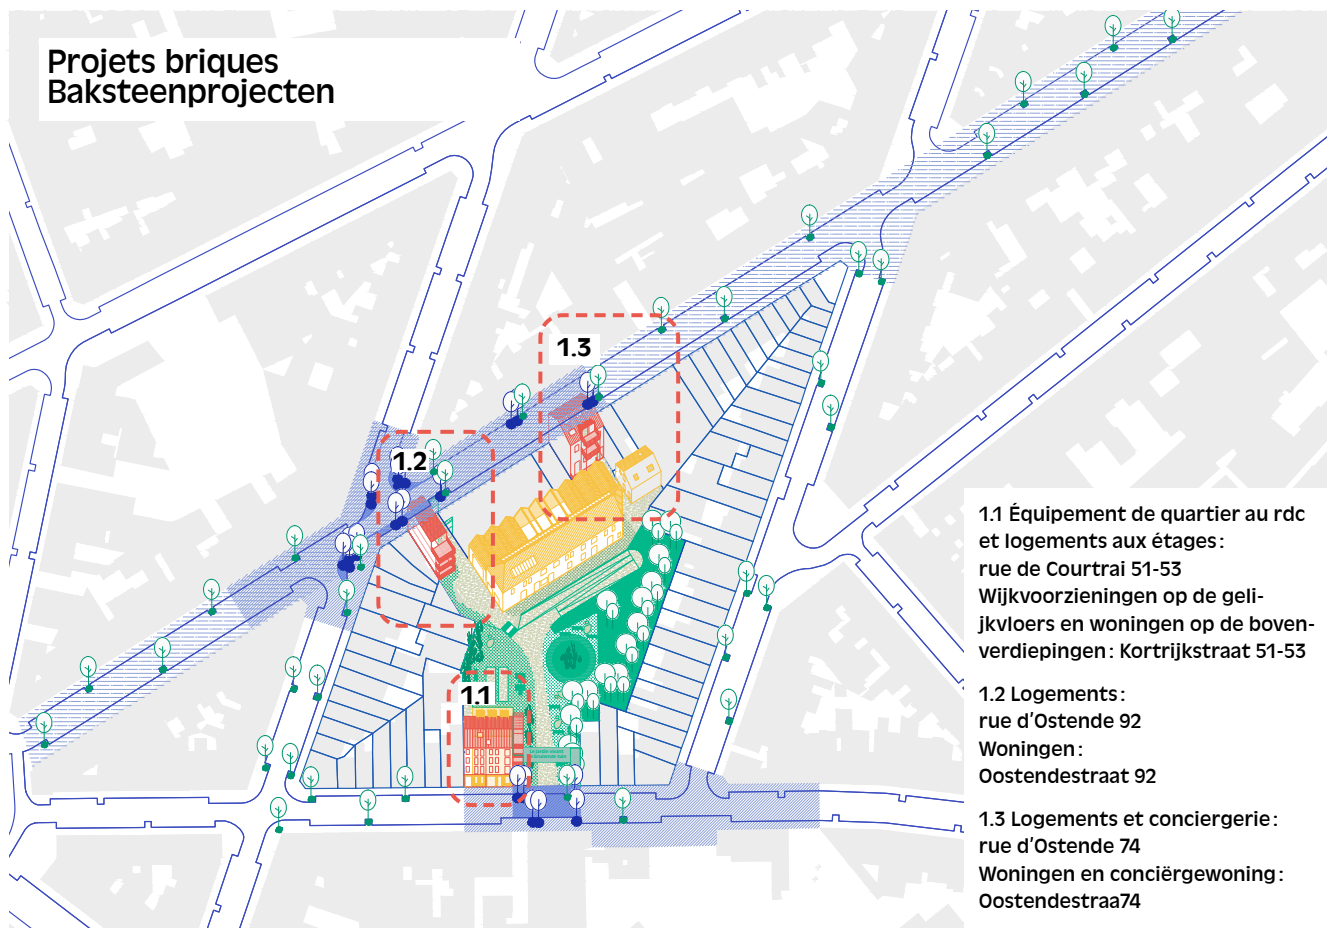 Projets briques
Baksteenprojecten
1.3
1.2
1.1
1.1 Équipement de quartier au rdc
et logements aux étages:
rue de Courtrai 51-53
Wijkvoorzieningen op de geli-
jkvloers en woningen op de boven-
verdiepingen: Kortrijkstraat 51-53
1.2 Logements:
rue d'Ostende 92
Woningen:
Oostendestraat 92
1.3 Logements et conciergerie:
rue d'Ostende 74
Woningen en conciërgewoning:
Oostendestraa74